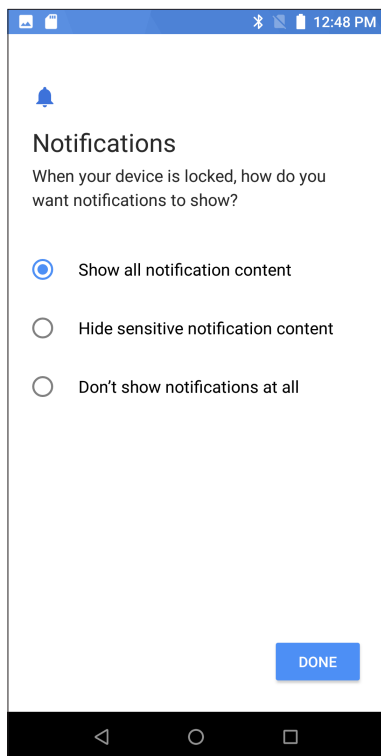 12:48 PM
Notifications
When your device is locked, how do you
want notifications to show?
Show all notification content
Hide sensitive notification content
Don’t show notifications at all
DONE